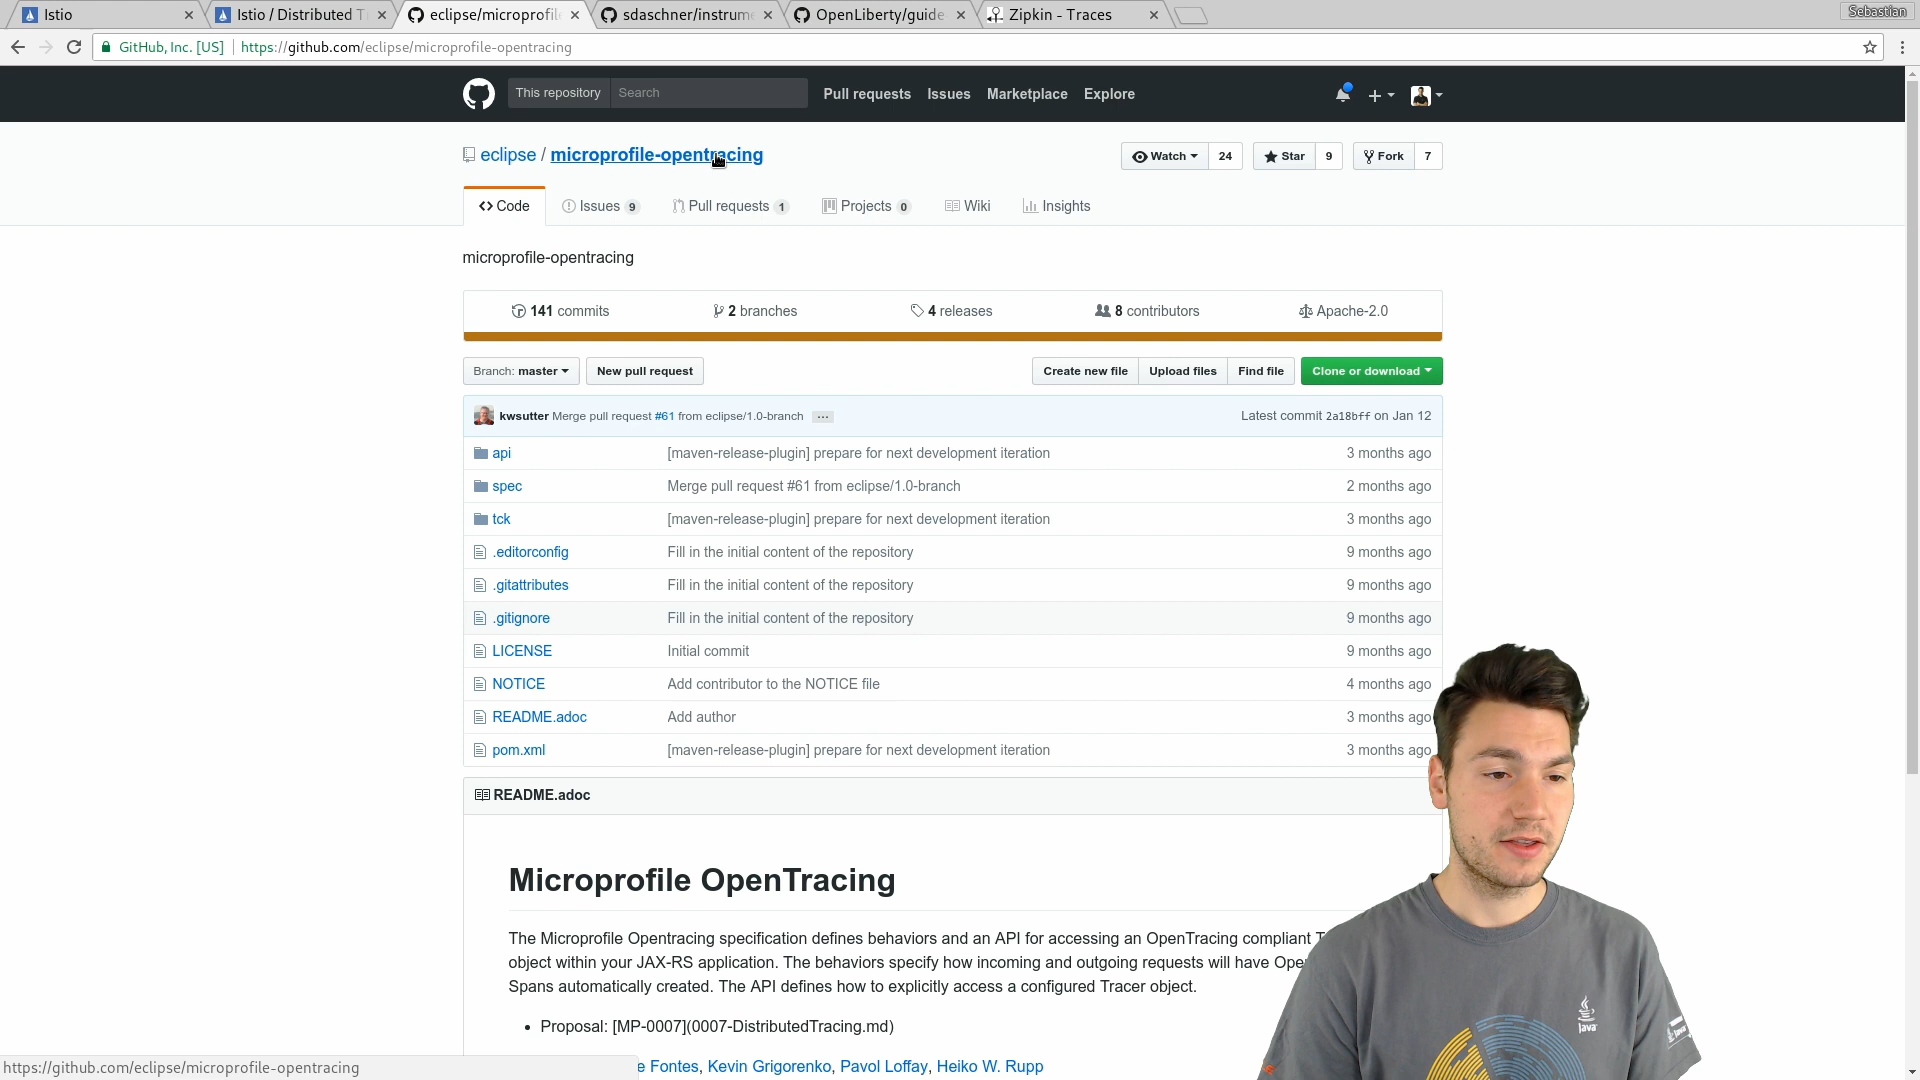 Istio
Istio / Distributed T
eclipse/microprofile
sdaschner/instrume
OpenLiberty/guide
Zipkin - Traces
Sebastian
GitHub, Inc. [US]
https://github.com/eclipse/microprofile-opentracing
This repository
Search
Pull requests
Issues
Marketplace
Explore
eclipse / microprofile-opentracing
Watch 24
Star 9
Fork 7
Code
Issues 9
Pull requests 1
Projects 0
Wiki
Insights
microprofile-opentracing
141 commits
2 branches
4 releases
8 contributors
Apache-2.0
Branch: master
New pull request
Create new file
Upload files
Find file
Clone or download
kwsutter Merge pull request #61 from eclipse/1.0-branch ...
Latest commit 2a18bff on Jan 12
api [maven-release-plugin] prepare for next development iteration 3 months ago
spec Merge pull request #61 from eclipse/1.0-branch 2 months ago
tck [maven-release-plugin] prepare for next development iteration 3 months ago
.editorconfig Fill in the initial content of the repository 9 months ago
.gitattributes Fill in the initial content of the repository 9 months ago
.gitignore Fill in the initial content of the repository 9 months ago
LICENSE Initial commit 9 months ago
NOTICE Add contributor to the NOTICE file 4 months ago
README.adoc Add author 3 months ago
pom.xml [maven-release-plugin] prepare for next development iteration 3 months ago
README.adoc
Microprofile OpenTracing
The Microprofile Opentracing specification defines behaviors and an API for accessing an OpenTracing compliant T
object within your JAX-RS application. The behaviors specify how incoming and outgoing requests will have Ope
Spans automatically created. The API defines how to explicitly access a configured Tracer object.
• Proposal: [MP-0007](0007-DistributedTracing.md)
e Fontes, Kevin Grigorenko, Pavol Loffay, Heiko W. Rupp
https://github.com/eclipse/microprofile-opentracing
Java